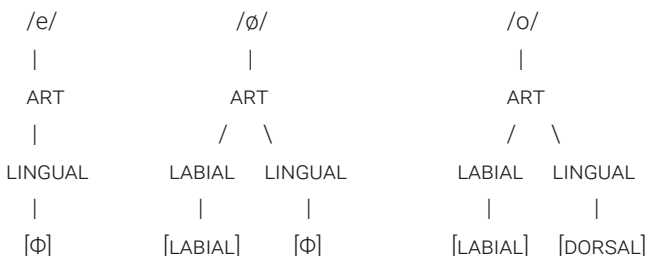 /e/ /ø/ /o/
| | |
ART ART ART
| / \ / \
LINGUAL LABIAL LINGUAL LABIAL LINGUAL
| | | | |
[Φ] [LABIAL] [Φ] [LABIAL] [DORSAL]